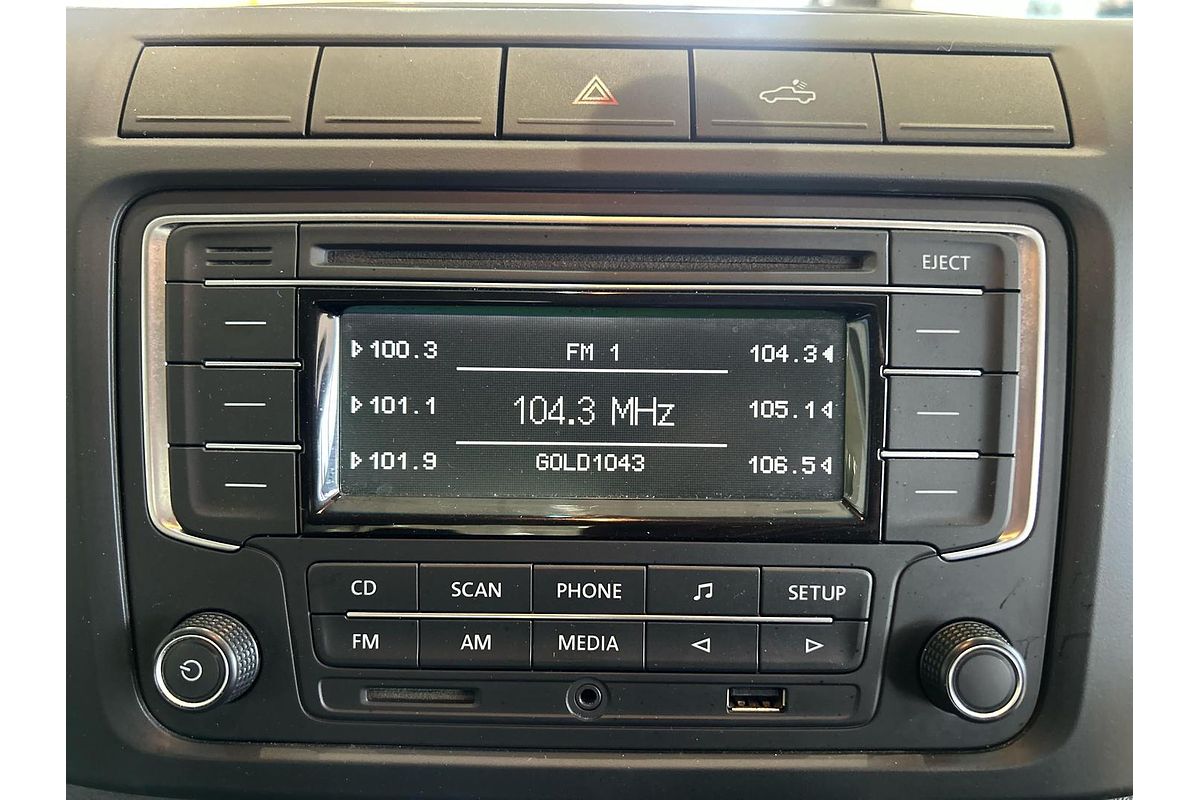 EJECT
100.3 FM 1 104.3
101.1 104.3 MHz 105.1
101.9 GOLD1043 106.5
CD SCAN PHONE SETUP
FM AM MEDIA